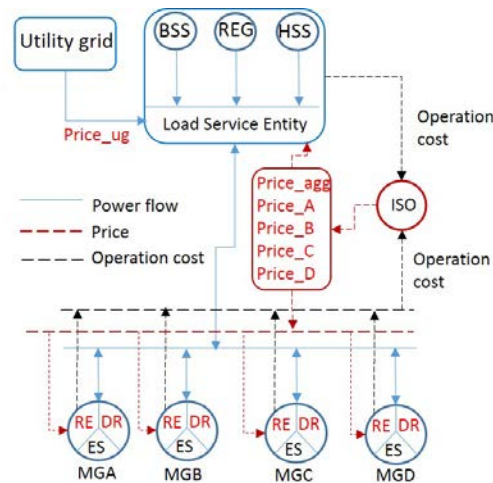 Utility grid
BSS
REG
HSS
Load Service Entity
Price_ug
Operation
cost
Price_agg
Price_A
Price_B
Price_C
Price_D
ISO
Power flow
Price
Operation cost
Operation
cost
RE DR
ES
MGA
RE DR
ES
MGB
RE DR
ES
MGC
RE DR
ES
MGD